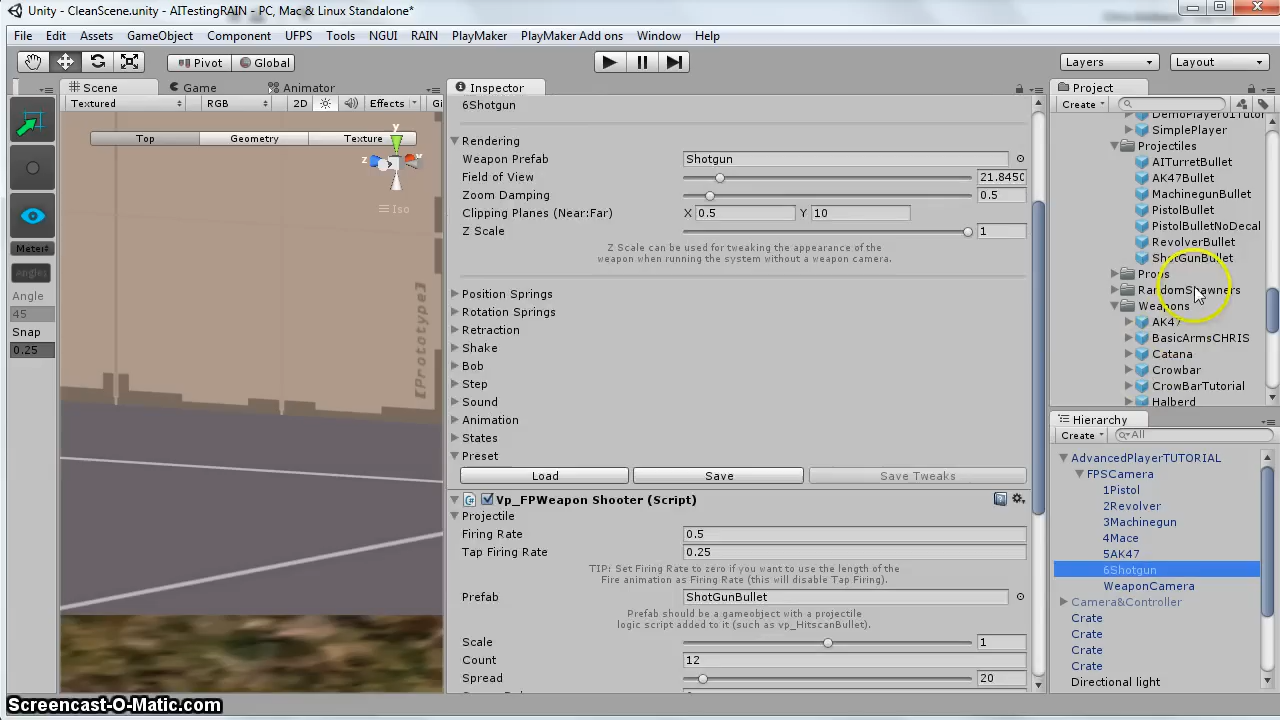 Unity - CleanScene.unity - AITestingRAIN - PC, Mac & Linux Standalone*
File Edit Assets GameObject Component UFPS Tools NGUI RAIN PlayMaker PlayMaker Add ons Window Help
Pivot Global Layers Layout
Scene Game Animator
Textured RGB 2D Effects Gi
Top Geometry Texture
y
z x
Iso
Meter
angle
Angle
45
Snap
0.25
[Prototype]
Inspector
6Shotgun
Rendering
Weapon Prefab Shotgun
Field of View 21.8450
Zoom Damping 0.5
Clipping Planes (Near:Far) X 0.5 Y 10
Z Scale 1
Z Scale can be used for tweaking the appearance of the
weapon when running the system without a weapon camera.
Position Springs
Rotation Springs
Retraction
Shake
Bob
Step
Sound
Animation
States
Preset
Load Save Save Tweaks
Vp_FPWeapon Shooter (Script)
Projectile
Firing Rate 0.5
Tap Firing Rate 0.25
TIP: Set Firing Rate to zero if you want to use the length of the
Fire animation as Firing Rate (this will disable Tap Firing).
Prefab ShotGunBullet
Prefab should be a gameobject with a projectile
logic script added to it (such as vp_HitscanBullet).
Scale 1
Count 12
Spread 20
Project
Create
DemoPlayerUITutor
SimplePlayer
Projectiles
AITurretBullet
AK47Bullet
MachinegunBullet
PistolBullet
PistolBulletNoDecal
RevolverBullet
ShotGunBullet
Props
RandomSpawners
Weapons
AK47
BasicArmsCHRIS
Catana
Crowbar
CrowBarTutorial
Halberd
Hierarchy
Create All
AdvancedPlayerTUTORIAL
FPSCamera
1Pistol
2Revolver
3Machinegun
4Mace
5AK47
6Shotgun
WeaponCamera
Camera&Controller
Crate
Crate
Crate
Crate
Directional light
Screencast-O-Matic.com